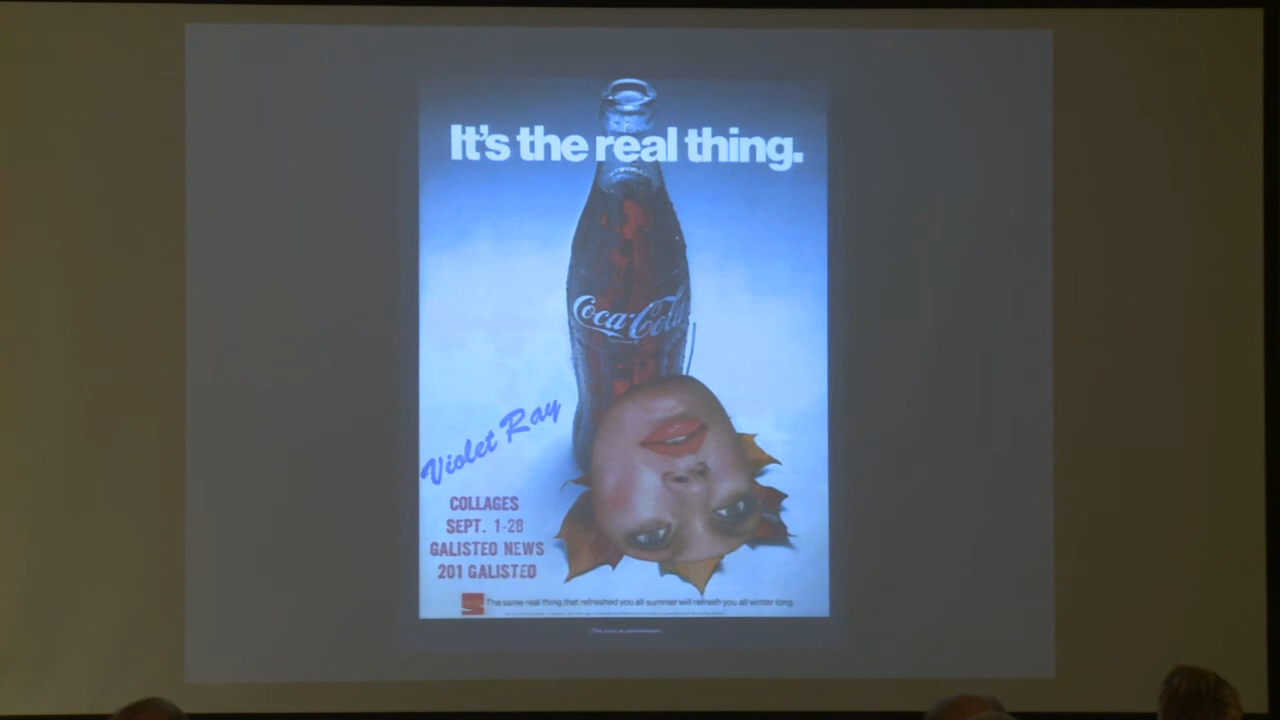 It's the real thing.
Coca-Cola
Violet Ray
COLLAGES
SEPT. 1-28
GALISTEO NEWS
201 GALISTEO
The same real thing that refreshed you all summer will refresh you all winter long.